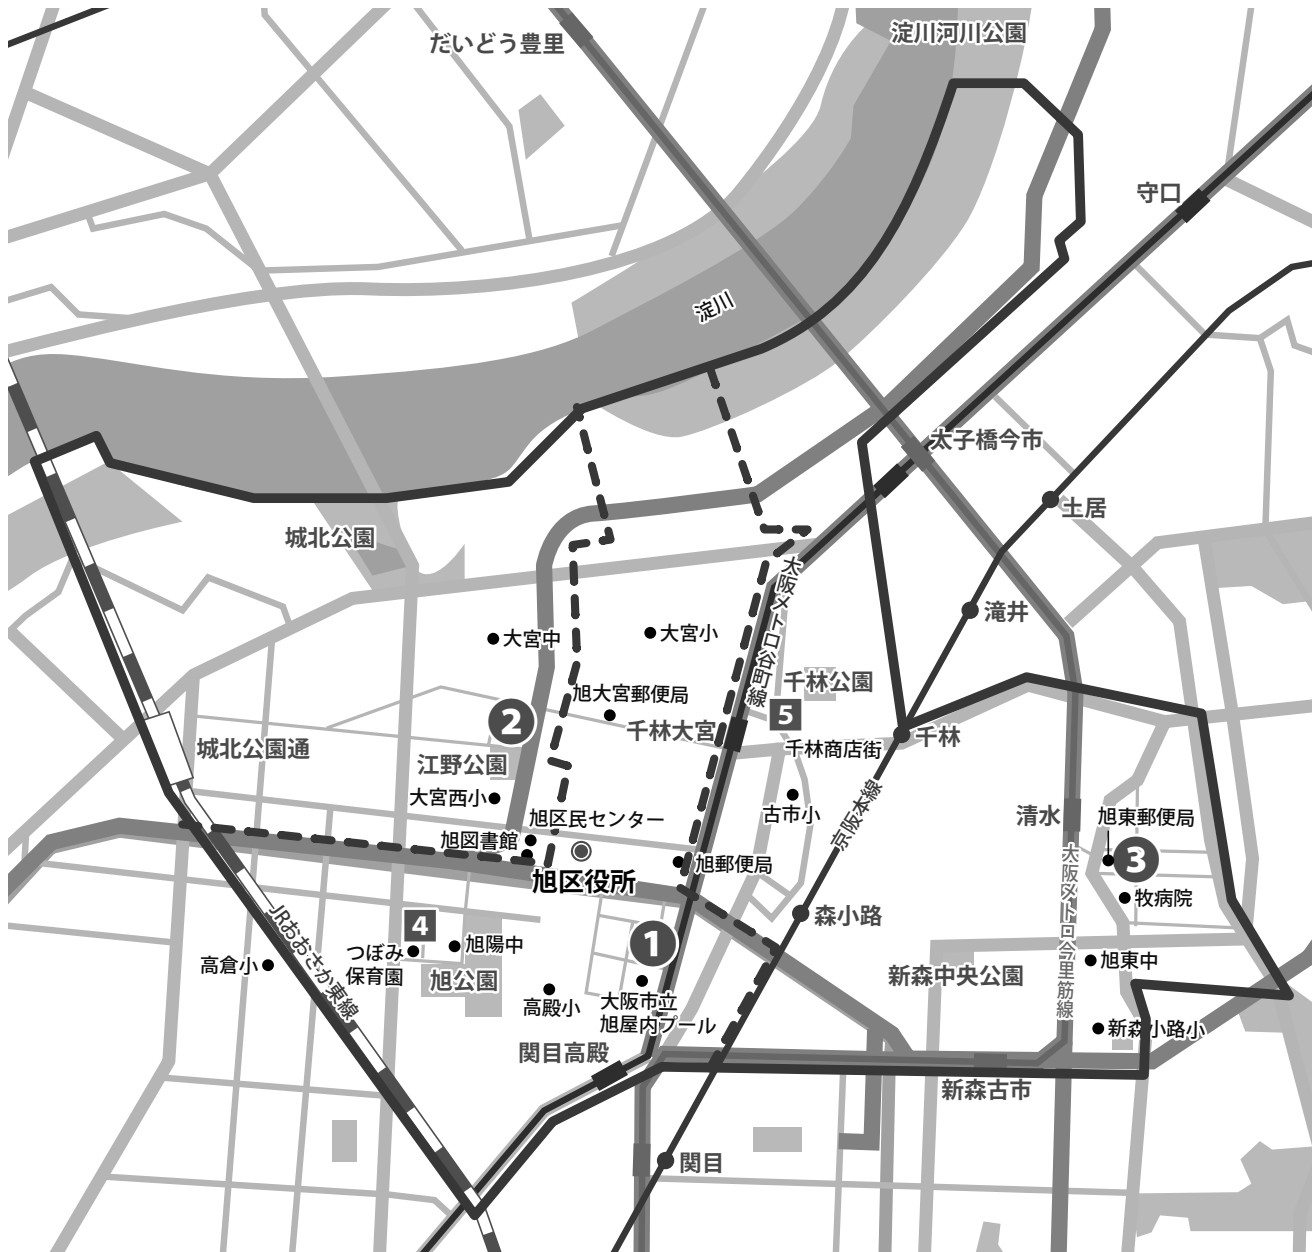 だいどう豊里
淀川河川公園
守口
淀川
太子橋今市
土居
城北公園
大阪メトロ谷町線
滝井
大宮中
大宮小
千林公園
旭大宮郵便局
2
5
千林大宮
千林
城北公園通
千林商店街
江野公園
大宮西小
京阪本線
旭区民センター
古市小
清水
旭東郵便局
旭図書館
旭郵便局
3
旭区役所
大阪メトロ今里筋線
牧病院
4
1
森小路
JRおおさか東線
つぼみ
保育園
旭陽中
高倉小
旭公園
新森中央公園
旭東中
高殿小
大阪市立
旭屋内プール
新森小路小
関目高殿
新森古市
関目